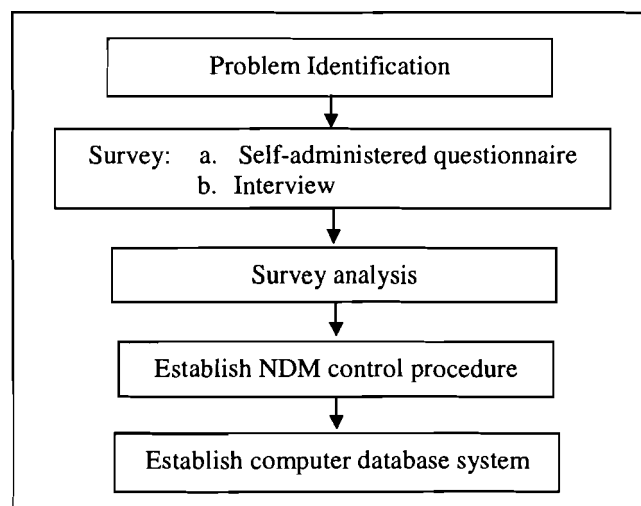 Problem Identification
Survey: a. Self-administered questionnaire
b. Interview
Survey analysis
Establish NDM control procedure
Establish computer database system